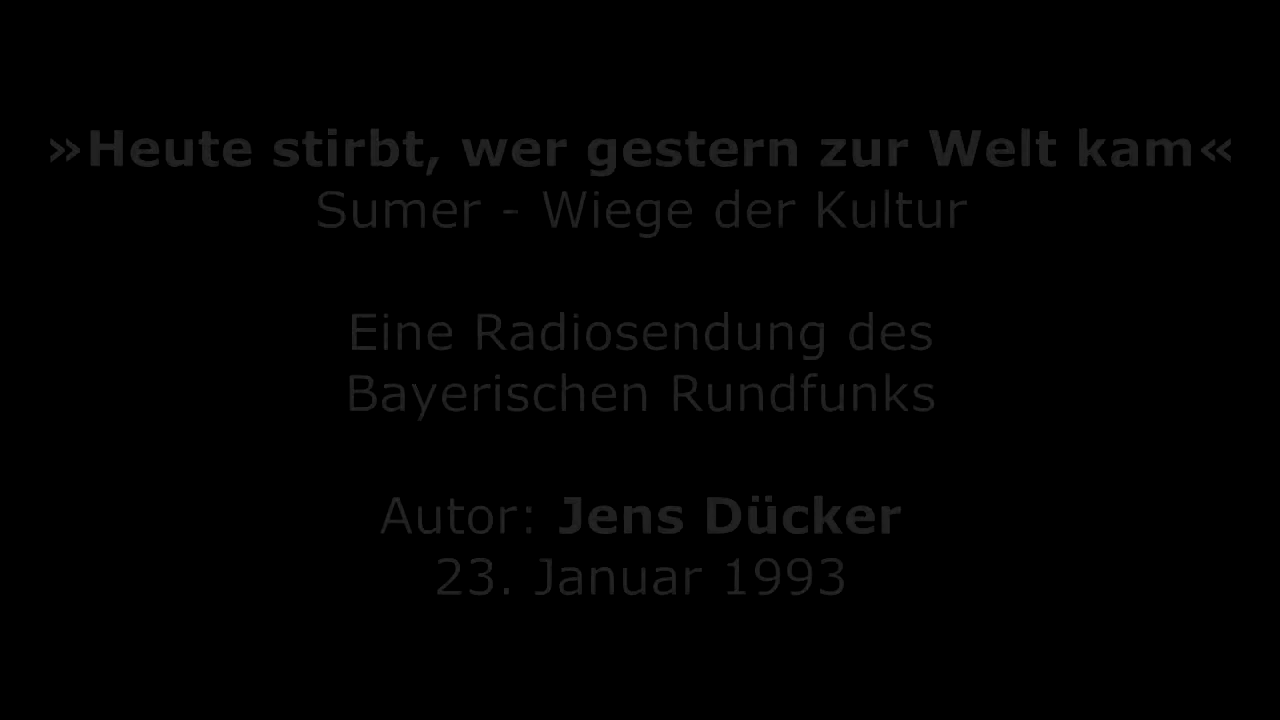 »Heute stirbt, wer gestern zur Welt kam«
Sumer - Wiege der Kultur
Eine Radiosendung des
Bayerischen Rundfunks
Autor: Jens Dücker
23. Januar 1993